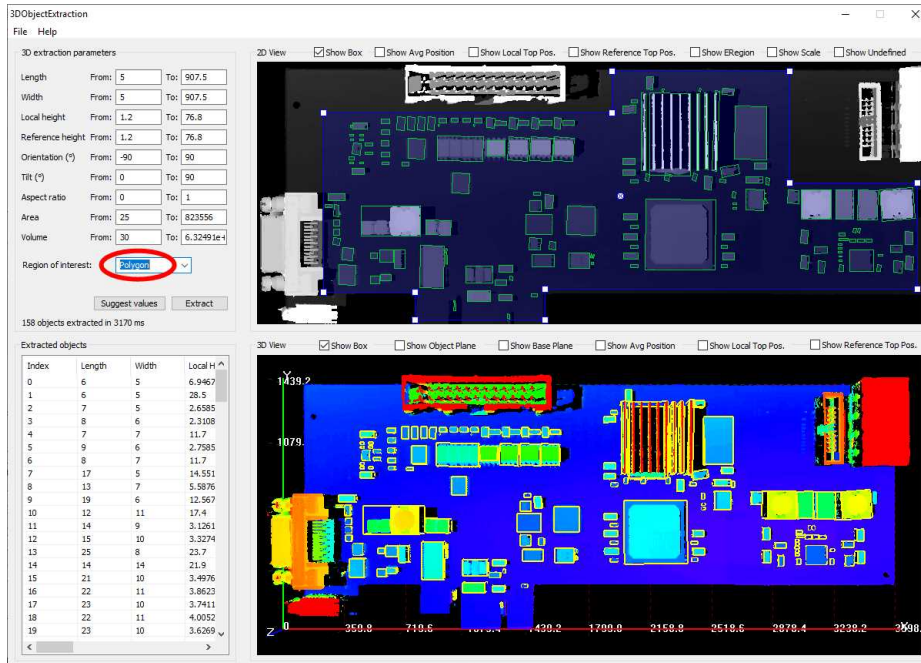 3DObjectExtraction
File Help
3D extraction parameters
Length From: 5 To: 907.5
Width From: 5 To: 907.5
Local height From: 1.2 To: 76.8
Reference height From: 1.2 To: 76.8
Orientation (º) From: -90 To: 90
Tilt (º) From: 0 To: 90
Aspect ratio From: 0 To: 1
Area From: 25 To: 823556
Volume From: 30 To: 6.32491e+
Region of interest: Polygon
Suggest values Extract
158 objects extracted in 3170 ms
2D View Show Box Show Avg Position Show Local Top Pos. Show Reference Top Pos. Show ERegion Show Scale Show Undefined
Extracted objects
Index Length Width Local H
0 6 5 6.9467
1 6 5 28.5
2 7 5 2.6585
3 8 6 2.3108
4 7 7 11.7
5 9 6 2.7585
6 8 7 11.7
7 17 5 14.551
8 13 7 5.5876
9 19 6 12.567
10 12 11 17.4
11 14 9 3.1261
12 15 10 3.3274
13 25 8 23.7
14 14 14 21.9
15 21 10 3.4976
16 22 11 3.8623
17 23 10 3.7411
18 22 11 4.0052
19 23 10 3.6269
3D View Show Box Show Object Plane Show Base Plane Show Avg Position Show Local Top Pos. Show Reference Top Pos.
Y
1439.2
1079.
Z 0 359.8 719.6 1439.2 1799.0 2158.8 2518.6 2878.4 3238.2